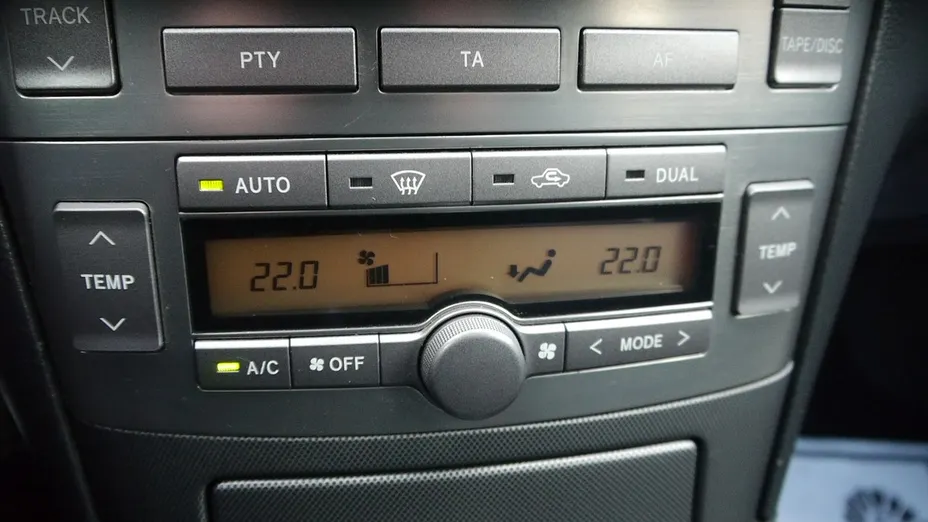 TRACK
PTY
TA
AF
TAPE/DISC
AUTO
DUAL
TEMP
22.0
22.0
TEMP
A/C
OFF
MODE